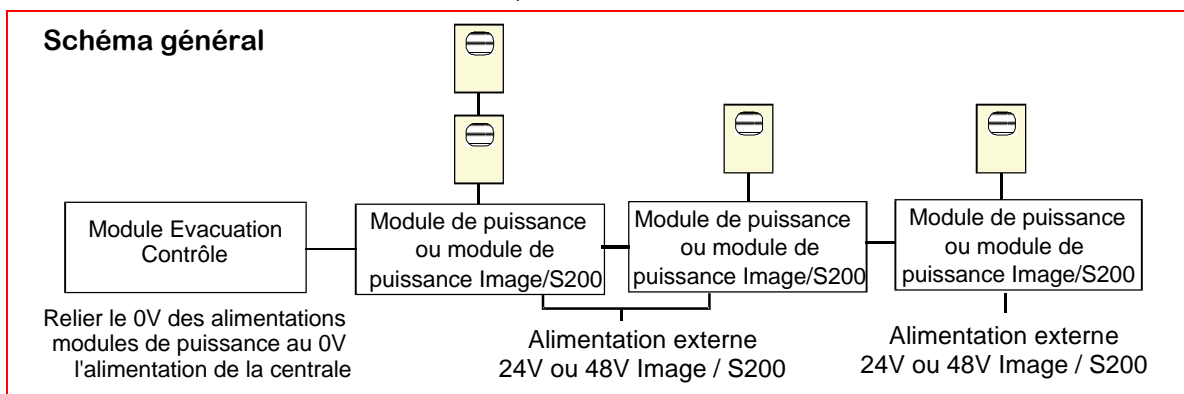 Schéma général
Module Evacuation
Contrôle
Module de puissance
ou module de
puissance Image/S200
Module de puissance
ou module de
puissance Image/S200
Module de puissance
ou module de
puissance Image/S200
Relier le 0V des alimentations
modules de puissance au 0V
l'alimentation de la centrale
Alimentation externe
24V ou 48V Image / S200
Alimentation externe
24V ou 48V Image / S200